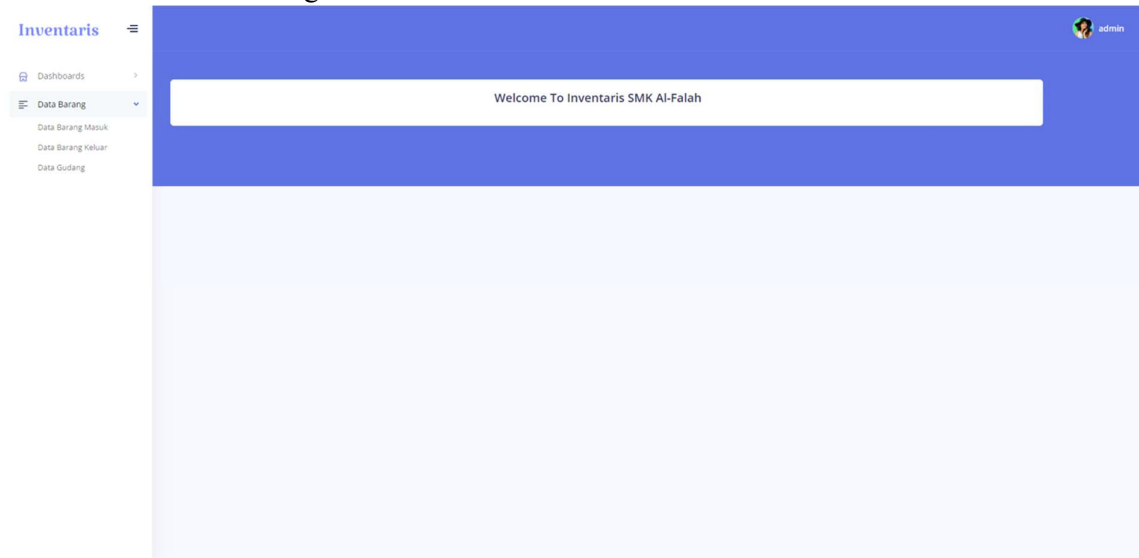 Inventaris
admin
Dashboards
Welcome To Inventaris SMK Al-Falah
Data Barang
Data Barang Masuk
Data Barang Keluar
Data Gudang